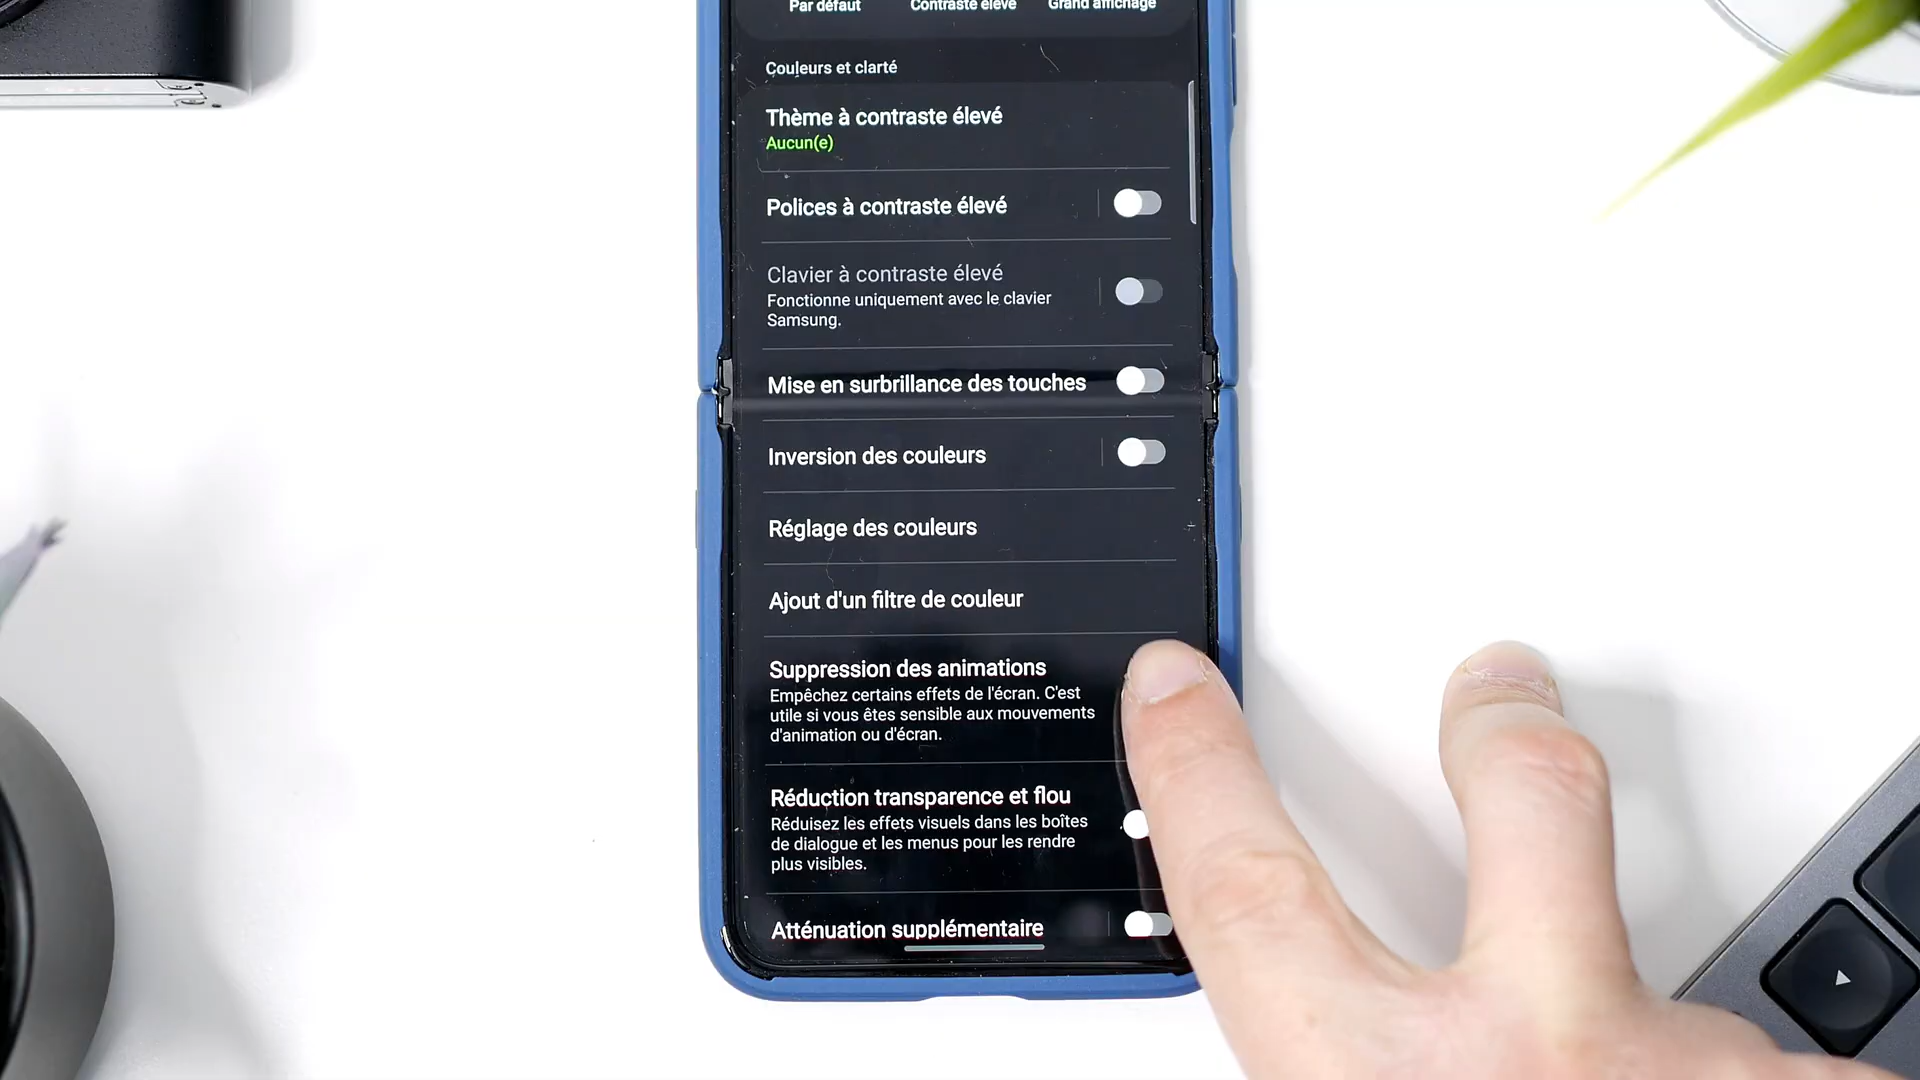 Par défaut
Contraste élevé
Grand affichage
Couleurs et clarté
Thème à contraste élevé
Aucun(e)
Polices à contraste élevé
Clavier à contraste élevé
Fonctionne uniquement avec le clavier
Samsung.
Mise en surbrillance des touches
Inversion des couleurs
Réglage des couleurs
Ajout d'un filtre de couleur
Suppression des animations
Empêchez certains effets de l'écran. C'est
utile si vous êtes sensible aux mouvements
d'animation ou d'écran.
Réduction transparence et flou
Réduisez les effets visuels dans les boîtes
de dialogue et les menus pour les rendre
plus visibles.
Atténuation supplémentaire